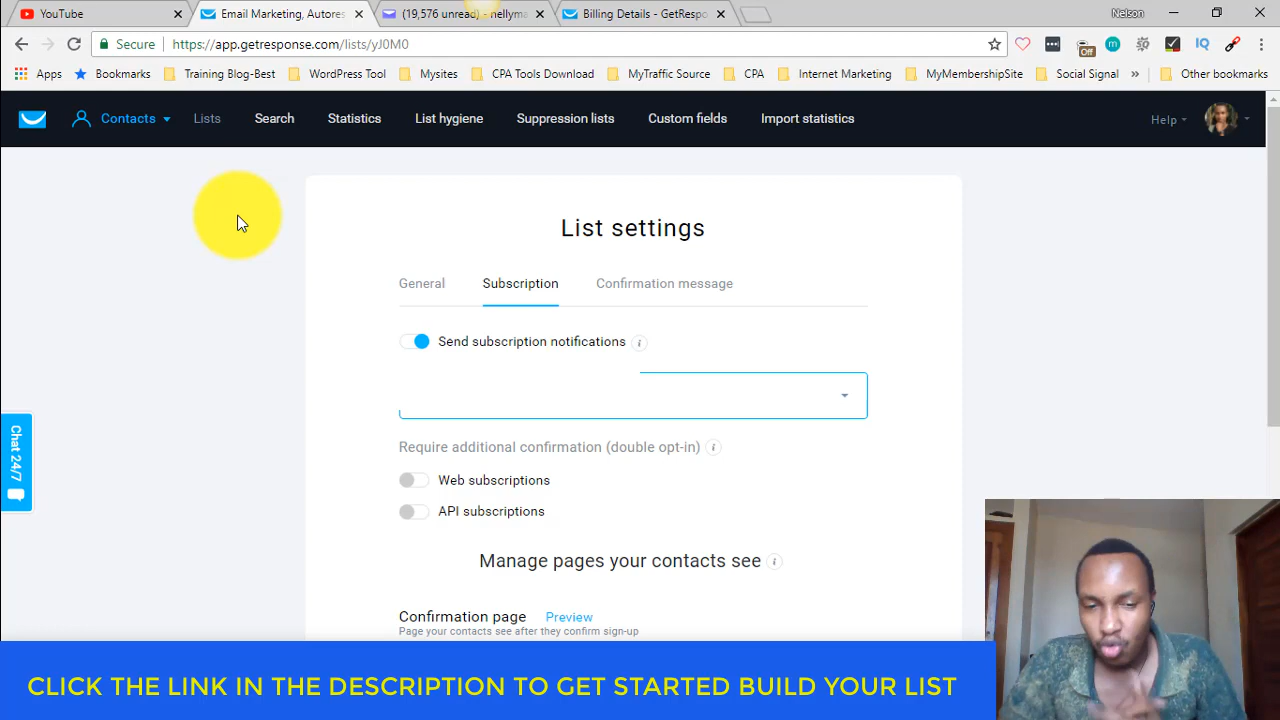 YouTube
Email Marketing, Autores
(19,576 unread) - nellyma
Billing Details - GetRespo
Nelson
Secure
https://app.getresponse.com/lists/yJ0M0
Off
m
IQ
Apps
Bookmarks
Training Blog-Best
WordPress Tool
Mysites
CPA Tools Download
MyTraffic Source
CPA
Internet Marketing
MyMembershipSite
Social Signal
»
Other bookmarks
Contacts
Lists
Search
Statistics
List hygiene
Suppression lists
Custom fields
Import statistics
Help
List settings
General
Subscription
Confirmation message
Send subscription notifications
Require additional confirmation (double opt-in)
Web subscriptions
API subscriptions
Manage pages your contacts see
Confirmation page
Preview
Page your contacts see after they confirm sign-up
Chat 24/7
CLICK THE LINK IN THE DESCRIPTION TO GET STARTED BUILD YOUR LIST